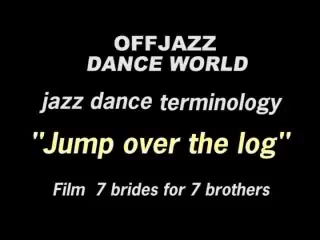 OFFJAZZ
DANCE WORLD
jazz dance terminology
"Jump over the log"
Film 7 brides for 7 brothers